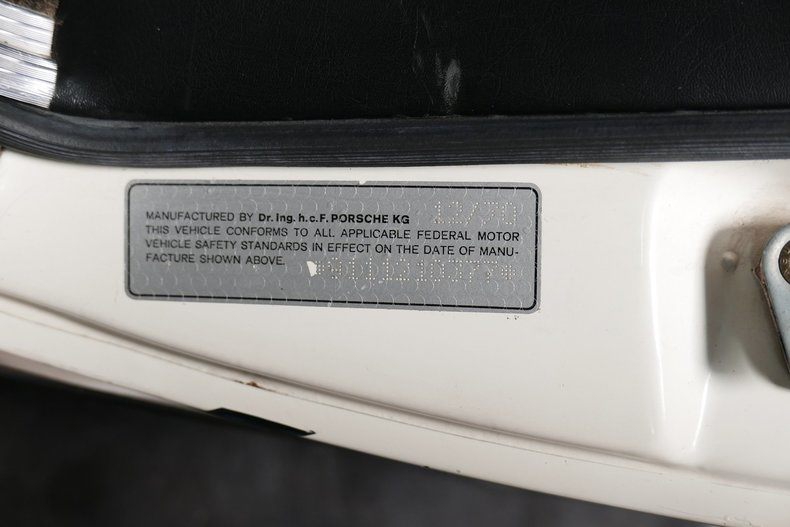 MANUFACTURED BY Dr. Ing. h.c.F. PORSCHE KG 12/70
THIS VEHICLE CONFORMS TO ALL APPLICABLE FEDERAL MOTOR
VEHICLE SAFETY STANDARDS IN EFFECT ON THE DATE OF MANU-
FACTURE SHOWN ABOVE.